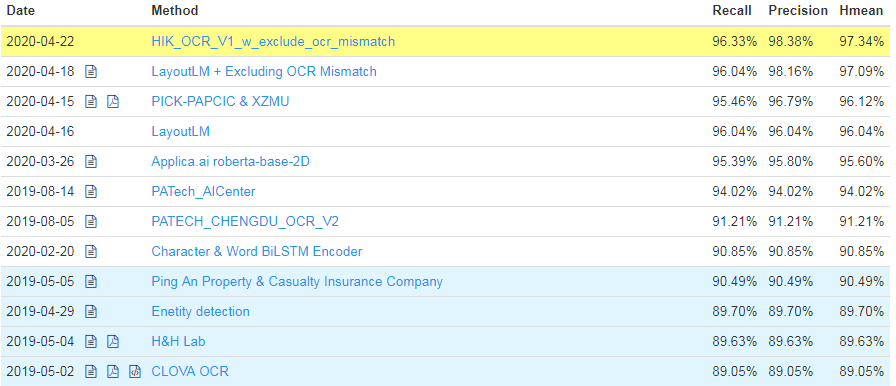 Date Method Recall Precision Hmean
2020-04-22 HIK_OCR_V1_w_exclude_ocr_mismatch 96.33% 98.38% 97.34%
2020-04-18 LayoutLM + Excluding OCR Mismatch 96.04% 98.16% 97.09%
2020-04-15 PICK-PAPCIC & XZMU 95.46% 96.79% 96.12%
2020-04-16 LayoutLM 96.04% 96.04% 96.04%
2020-03-26 Applica.ai roberta-base-2D 95.39% 95.80% 95.60%
2019-08-14 PATech_AICenter 94.02% 94.02% 94.02%
2019-08-05 PATECH_CHENGDU_OCR_V2 91.21% 91.21% 91.21%
2020-02-20 Character & Word BiLSTM Encoder 90.85% 90.85% 90.85%
2019-05-05 Ping An Property & Casualty Insurance Company 90.49% 90.49% 90.49%
2019-04-29 Enetity detection 89.70% 89.70% 89.70%
2019-05-04 H&H Lab 89.63% 89.63% 89.63%
2019-05-02 CLOVA OCR 89.05% 89.05% 89.05%